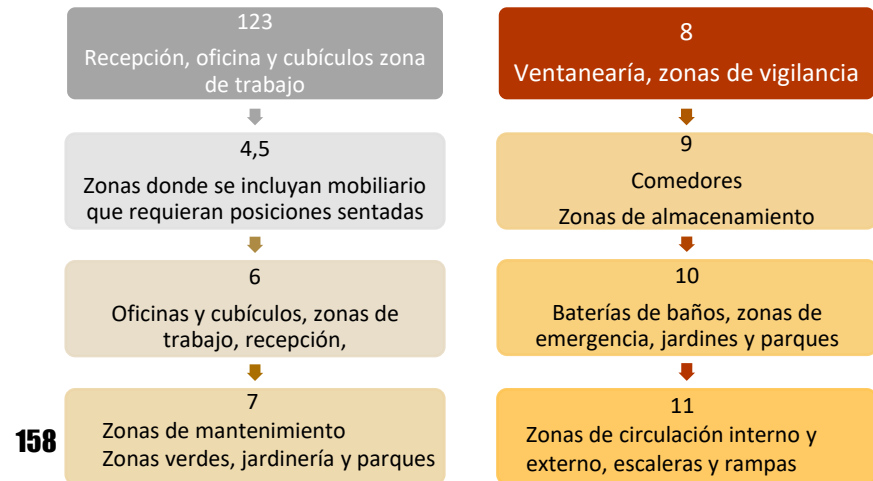 123
Recepción, oficina y cubículos zona
de trabajo
4,5
Zonas donde se incluyan mobiliario
que requieran posiciones sentadas
6
Oficinas y cubículos, zonas de
trabajo, recepción,
7
Zonas de mantenimiento
Zonas verdes, jardinería y parques
8
Ventanearía, zonas de vigilancia
9
Comedores
Zonas de almacenamiento
10
Baterías de baños, zonas de
emergencia, jardines y parques
11
Zonas de circulación interno y
externo, escaleras y rampas
158